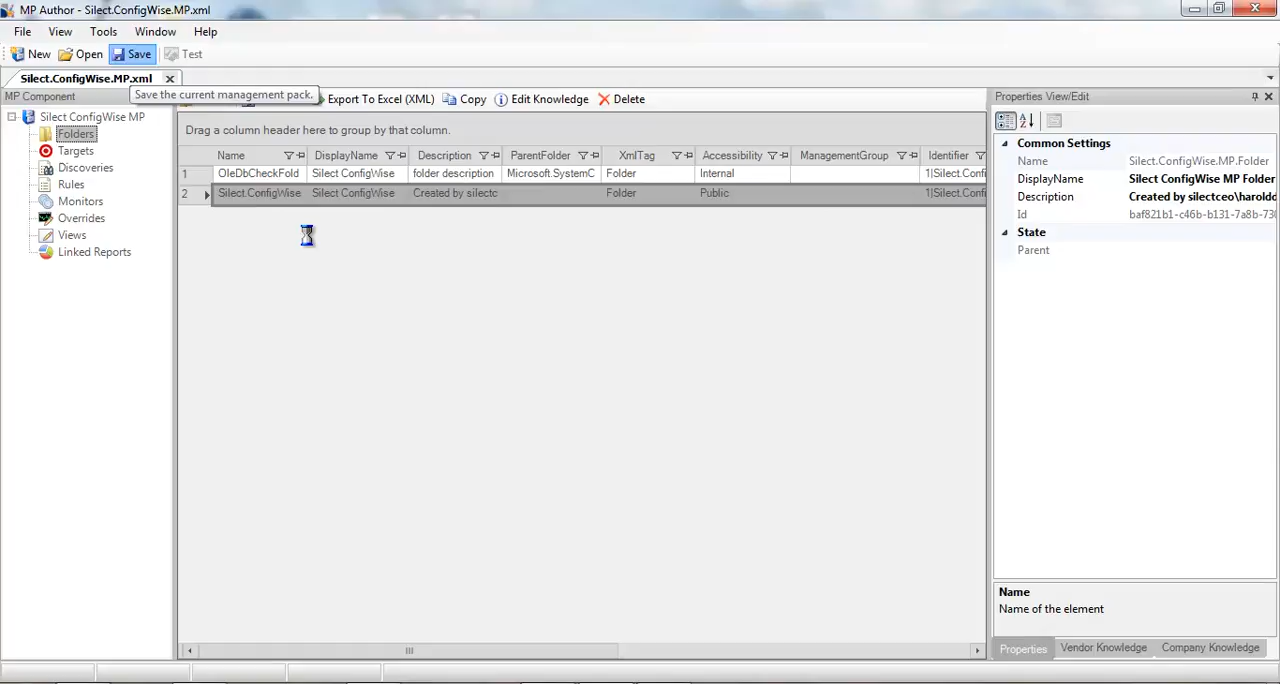 MP Author - Silect.ConfigWise.MP.xml
File View Tools Window Help
New Open Save Test
Silect.ConfigWise.MP.xml
MP Component
Save the current management pack.
Export To Excel (XML) Copy Edit Knowledge Delete
Properties View/Edit
Silect ConfigWise MP
Folders
Targets
Discoveries
Rules
Monitors
Overrides
Views
Linked Reports
Drag a column header here to group by that column.
Name DisplayName Description ParentFolder XmlTag Accessibility ManagementGroup Identifier
1 OleDbCheckFold Silect ConfigWise folder description Microsoft.SystemC Folder Internal 1|Silect.Confi
2 Silect.ConfigWise Silect ConfigWise Created by silectc Folder Public 1|Silect.Confi
Common Settings
Name Silect.ConfigWise.MP.Folder
DisplayName Silect ConfigWise MP Folder
Description Created by silectceo\haroldd
Id baf821b1-c46b-b131-7a8b-730
State
Parent
Name
Name of the element
Properties Vendor Knowledge Company Knowledge